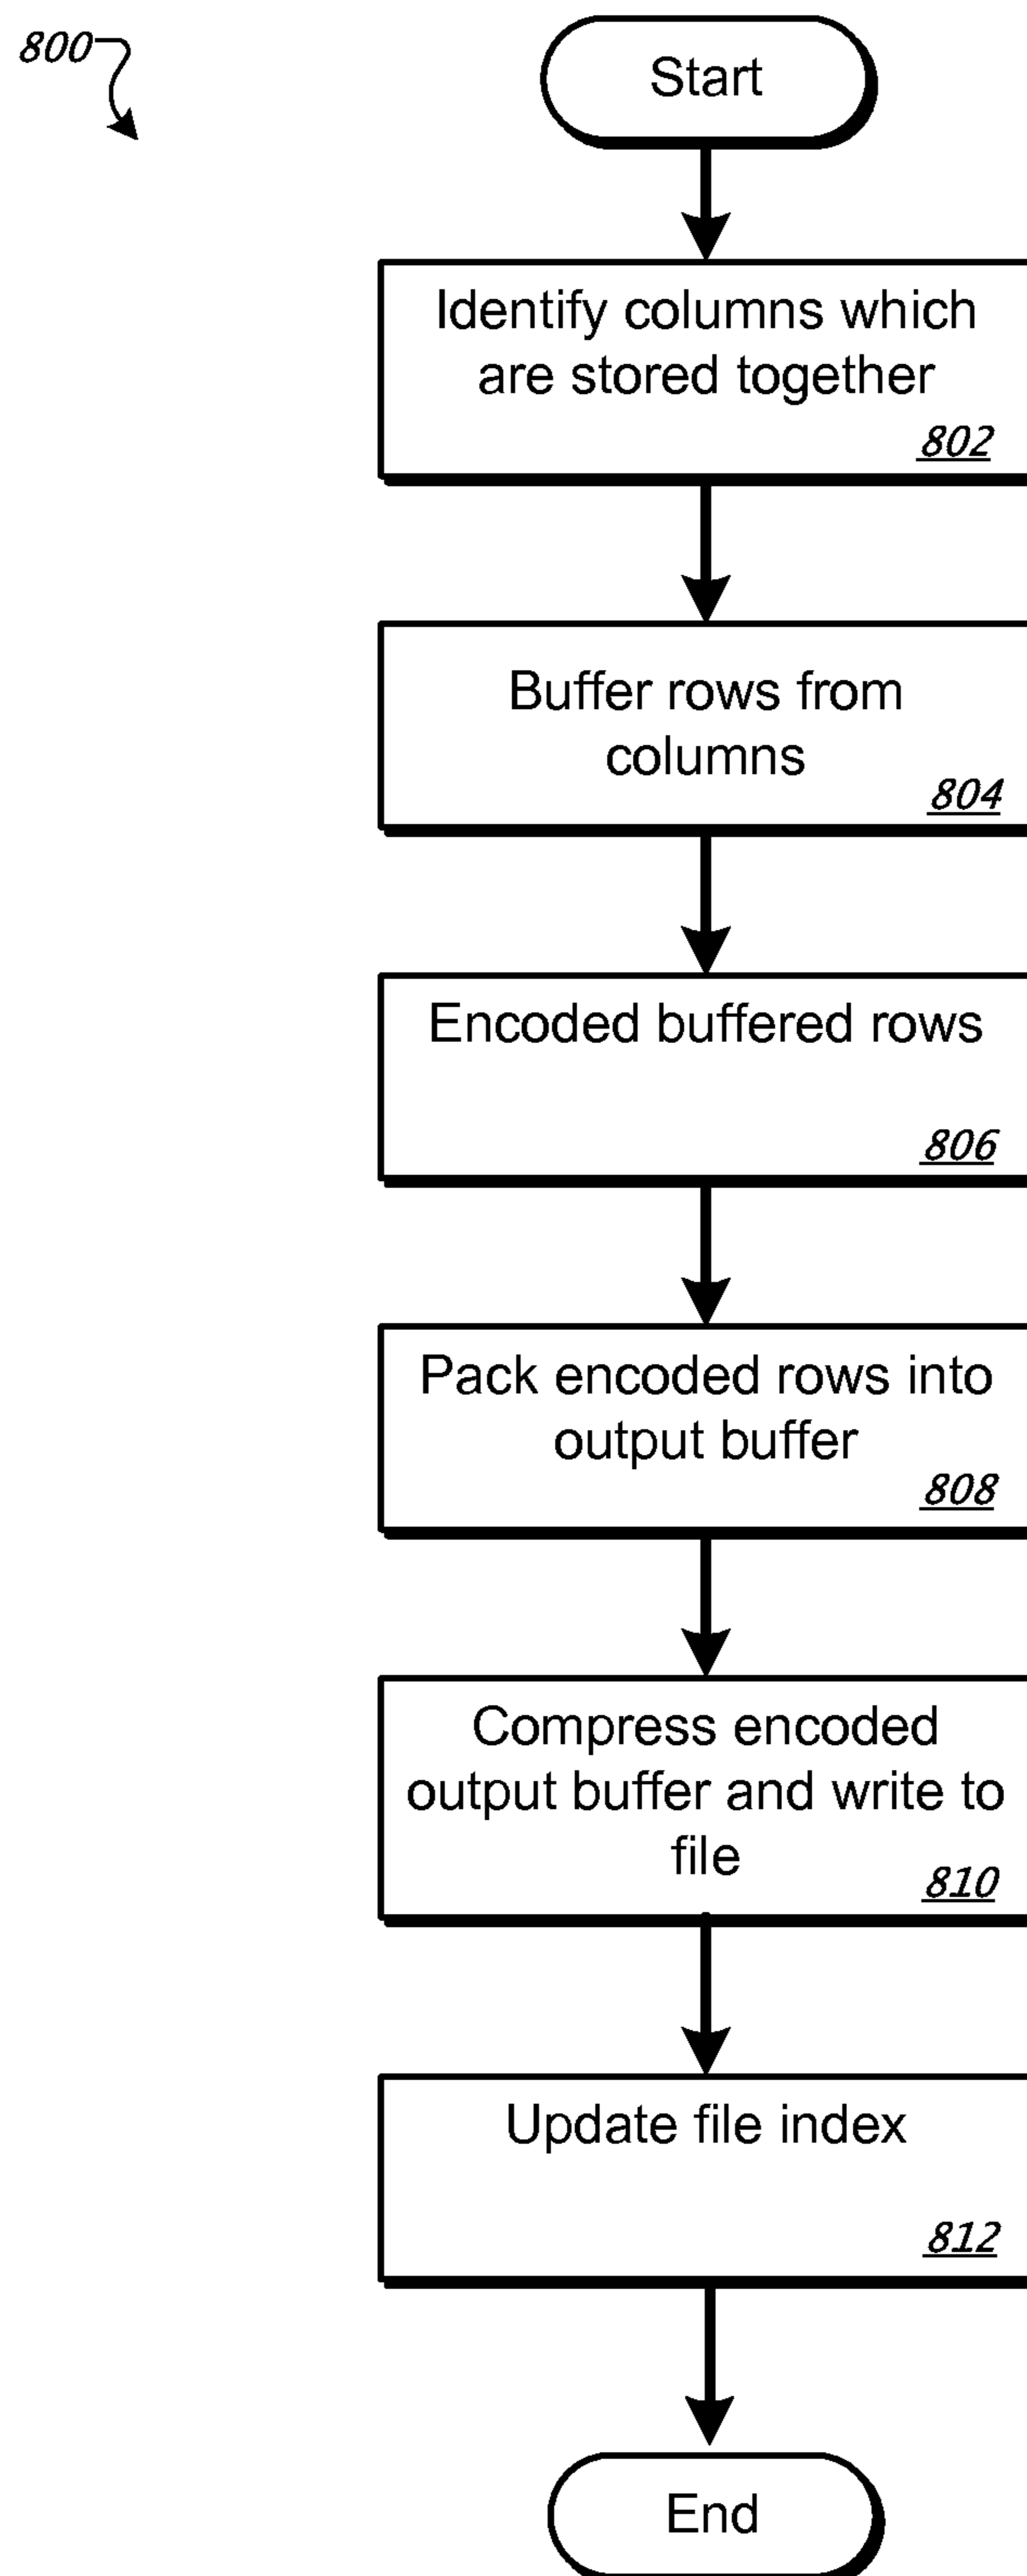 800
Start
Identify columns which
are stored together
802
Buffer rows from
columns
804
Encoded buffered rows
806
Pack encoded rows into
output buffer
808
Compress encoded
output buffer and write to
file
810
Update file index
812
End